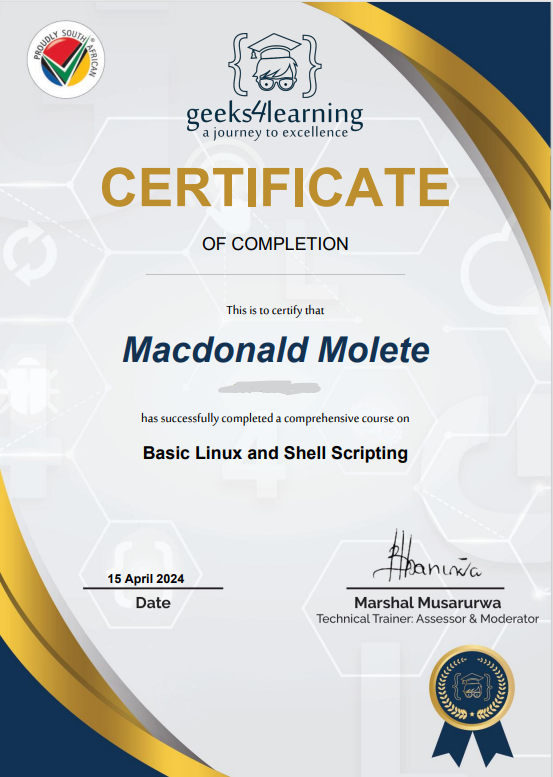 PROUDLY SOUTH AFRICAN
geeks4learning
a journey to excellence
CERTIFICATE
OF COMPLETION
This is to certify that
Macdonald Molete
has successfully completed a comprehensive course on
Basic Linux and Shell Scripting
15 April 2024
Date
Marshal Musarurwa
Technical Trainer: Assessor & Moderator